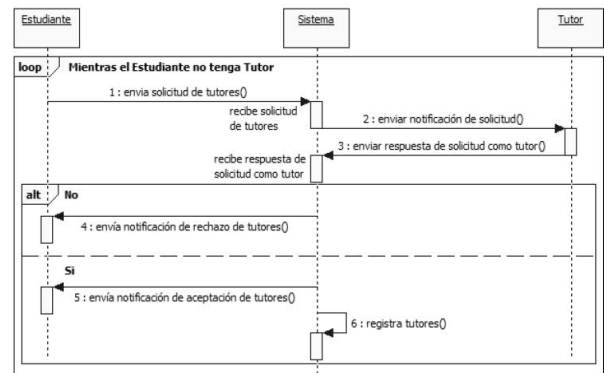 Estudiante
Sistema
Tutor
loop
Mientras el Estudiante no tenga Tutor
1 : envia solicitud de tutores()
recibe solicitud
de tutores
2 : enviar notificación de solicitud()
3 : enviar respuesta de solicitud como tutor()
recibe respuesta de
solicitud como tutor
alt
No
4 : envía notificación de rechazo de tutores()
Si
5 : envía notificación de aceptación de tutores()
6 : registra tutores()